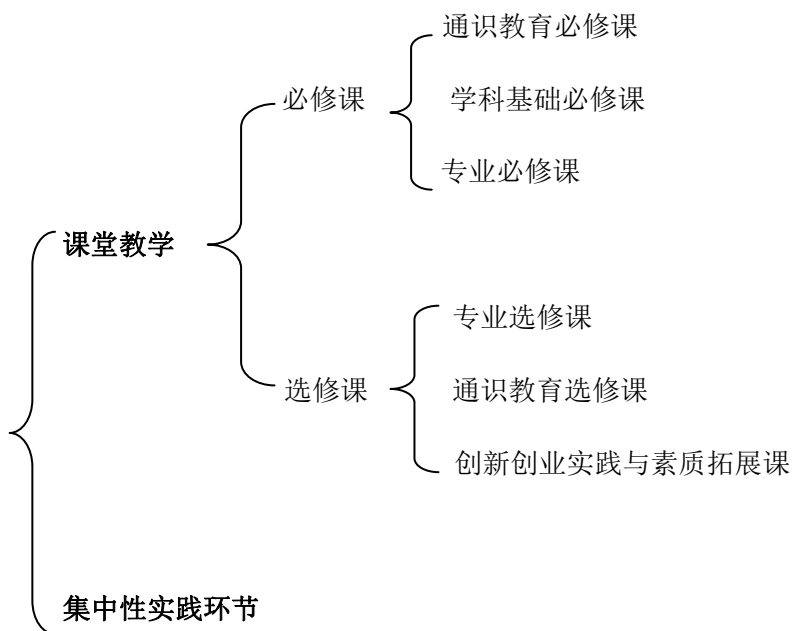 通识教育必修课
必修课
学科基础必修课
专业必修课
课堂教学
专业选修课
选修课
通识教育选修课
创新创业实践与素质拓展课
集中性实践环节